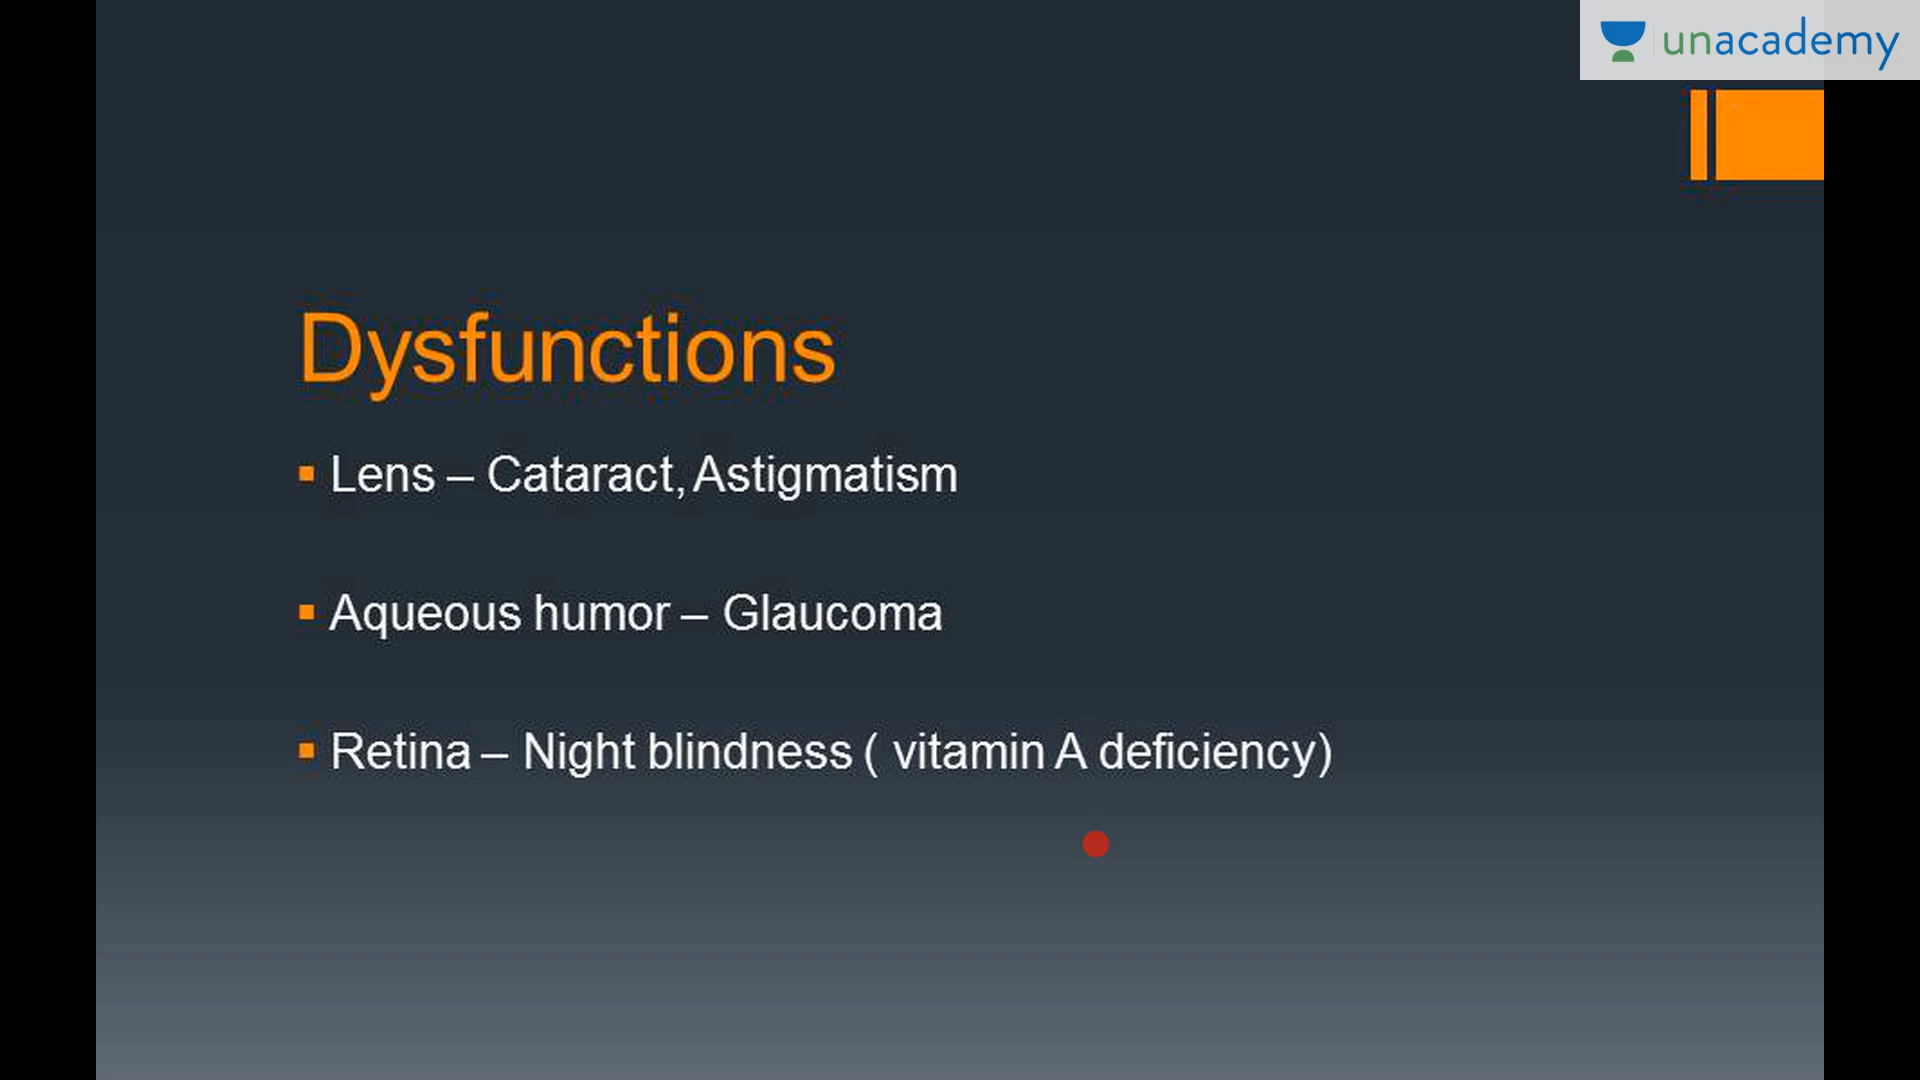 unacademy
Dysfunctions
▪ Lens – Cataract, Astigmatism
▪ Aqueous humor – Glaucoma
▪ Retina – Night blindness ( vitamin A deficiency)